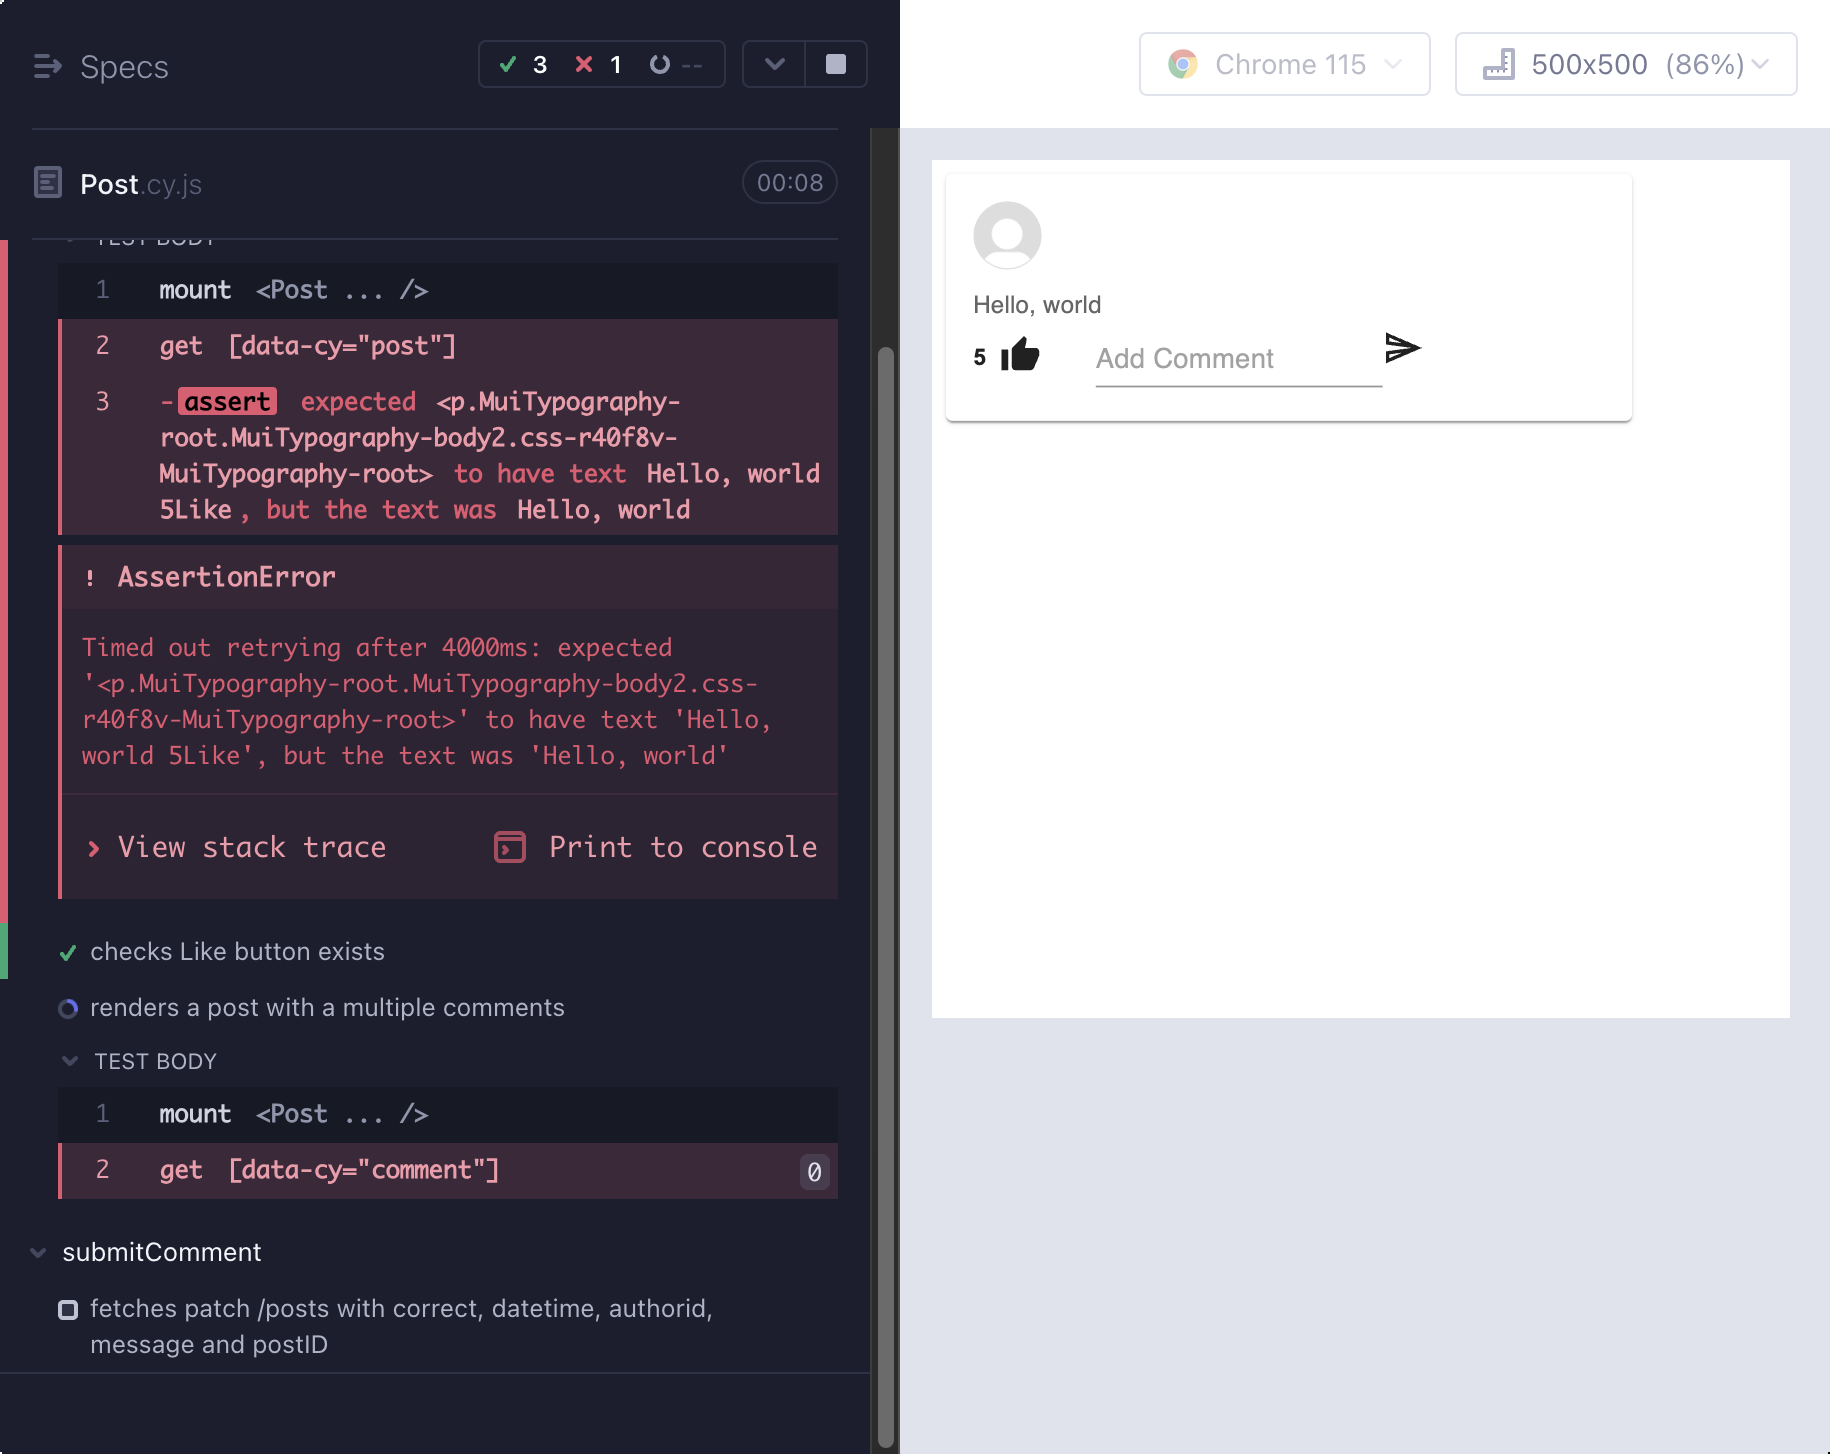 Specs
3 1 --
Chrome 115
500x500 (86%)
Post.cy.js
00:08
TEST BODY
1 mount <Post ... />
2 get [data-cy="post"]
3 -assert expected <p.MuiTypography-
root.MuiTypography-body2.css-r40f8v-
MuiTypography-root> to have text Hello, world
5Like , but the text was Hello, world
! AssertionError
Timed out retrying after 4000ms: expected
'<p.MuiTypography-root.MuiTypography-body2.css-
r40f8v-MuiTypography-root>' to have text 'Hello,
world 5Like', but the text was 'Hello, world'
View stack trace
Print to console
checks Like button exists
renders a post with a multiple comments
TEST BODY
1 mount <Post ... />
2 get [data-cy="comment"] 0
submitComment
fetches patch /posts with correct, datetime, authorid,
message and postID
Hello, world
5 Add Comment